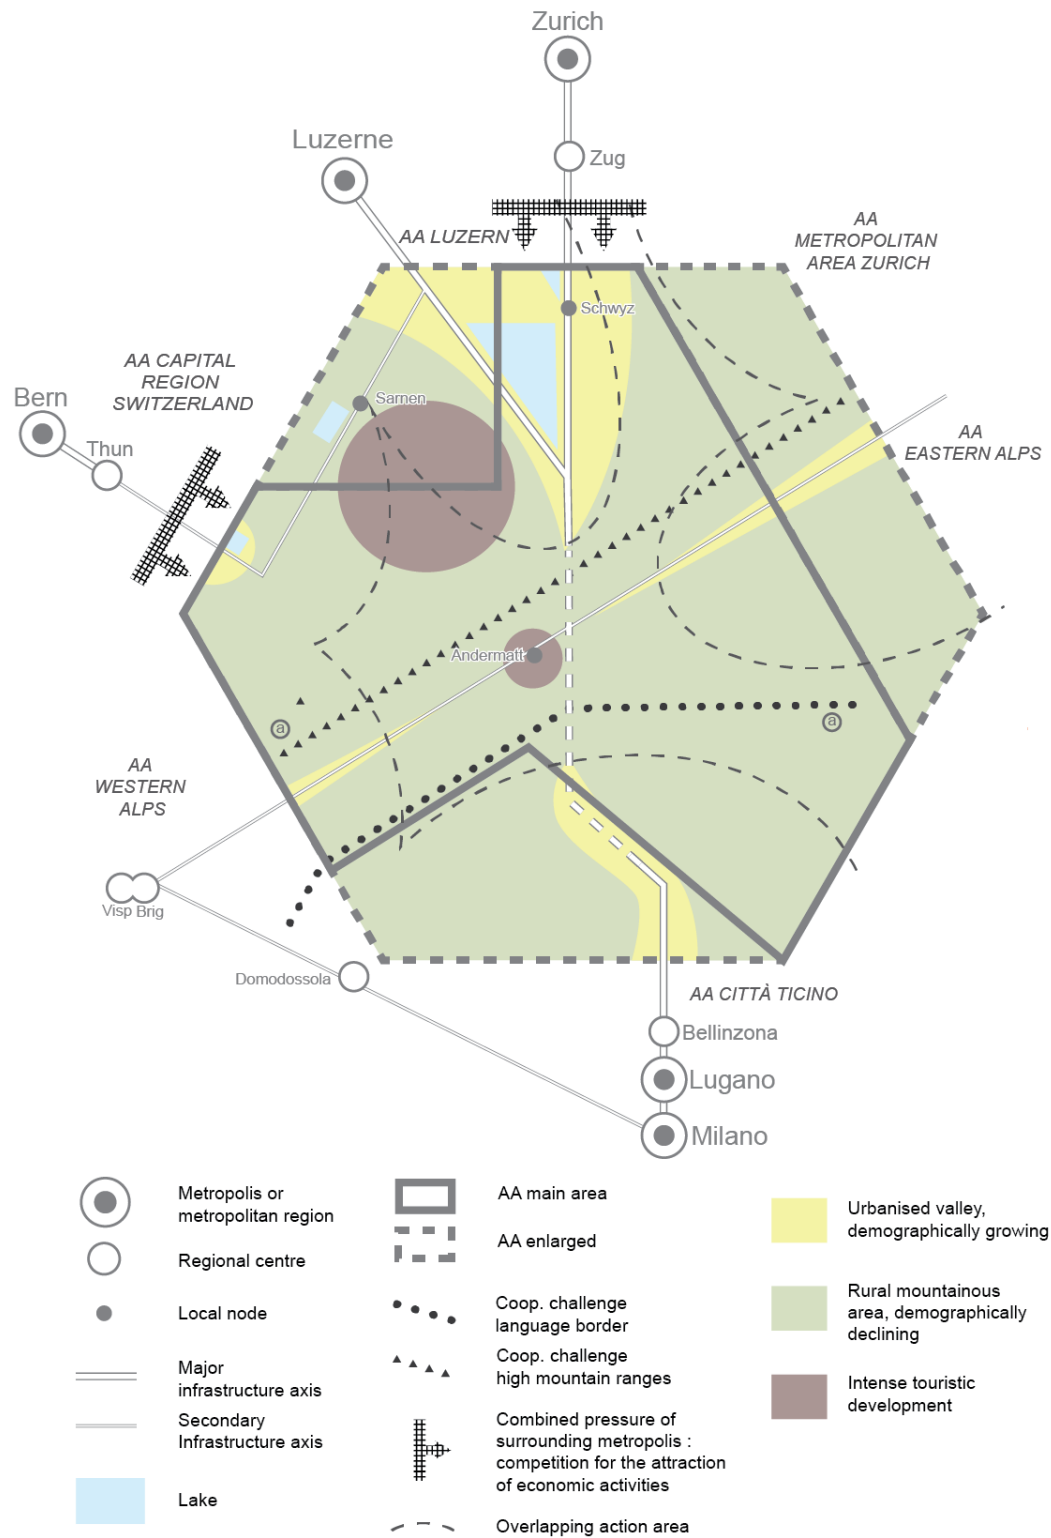 Zurich
Luzerne
Zug
AA LUZERN
AA
METROPOLITAN
AREA ZURICH
Schwyz
AA CAPITAL
REGION
SWITZERLAND
Bern
Sarnen
Thun
AA
EASTERN ALPS
Andermatt
a
a
AA
WESTERN
ALPS
Visp Brig
Domodossola
AA CITTÀ TICINO
Bellinzona
Lugano
Milano
Metropolis or
metropolitan region
Regional centre
Local node
Major
infrastructure axis
Secondary
Infrastructure axis
Lake
AA main area
AA enlarged
Coop. challenge
language border
Coop. challenge
high mountain ranges
Combined pressure of
surrounding metropolis :
competition for the attraction
of economic activities
Overlapping action area
Urbanised valley,
demographically growing
Rural mountainous
area, demographically
declining
Intense touristic
development